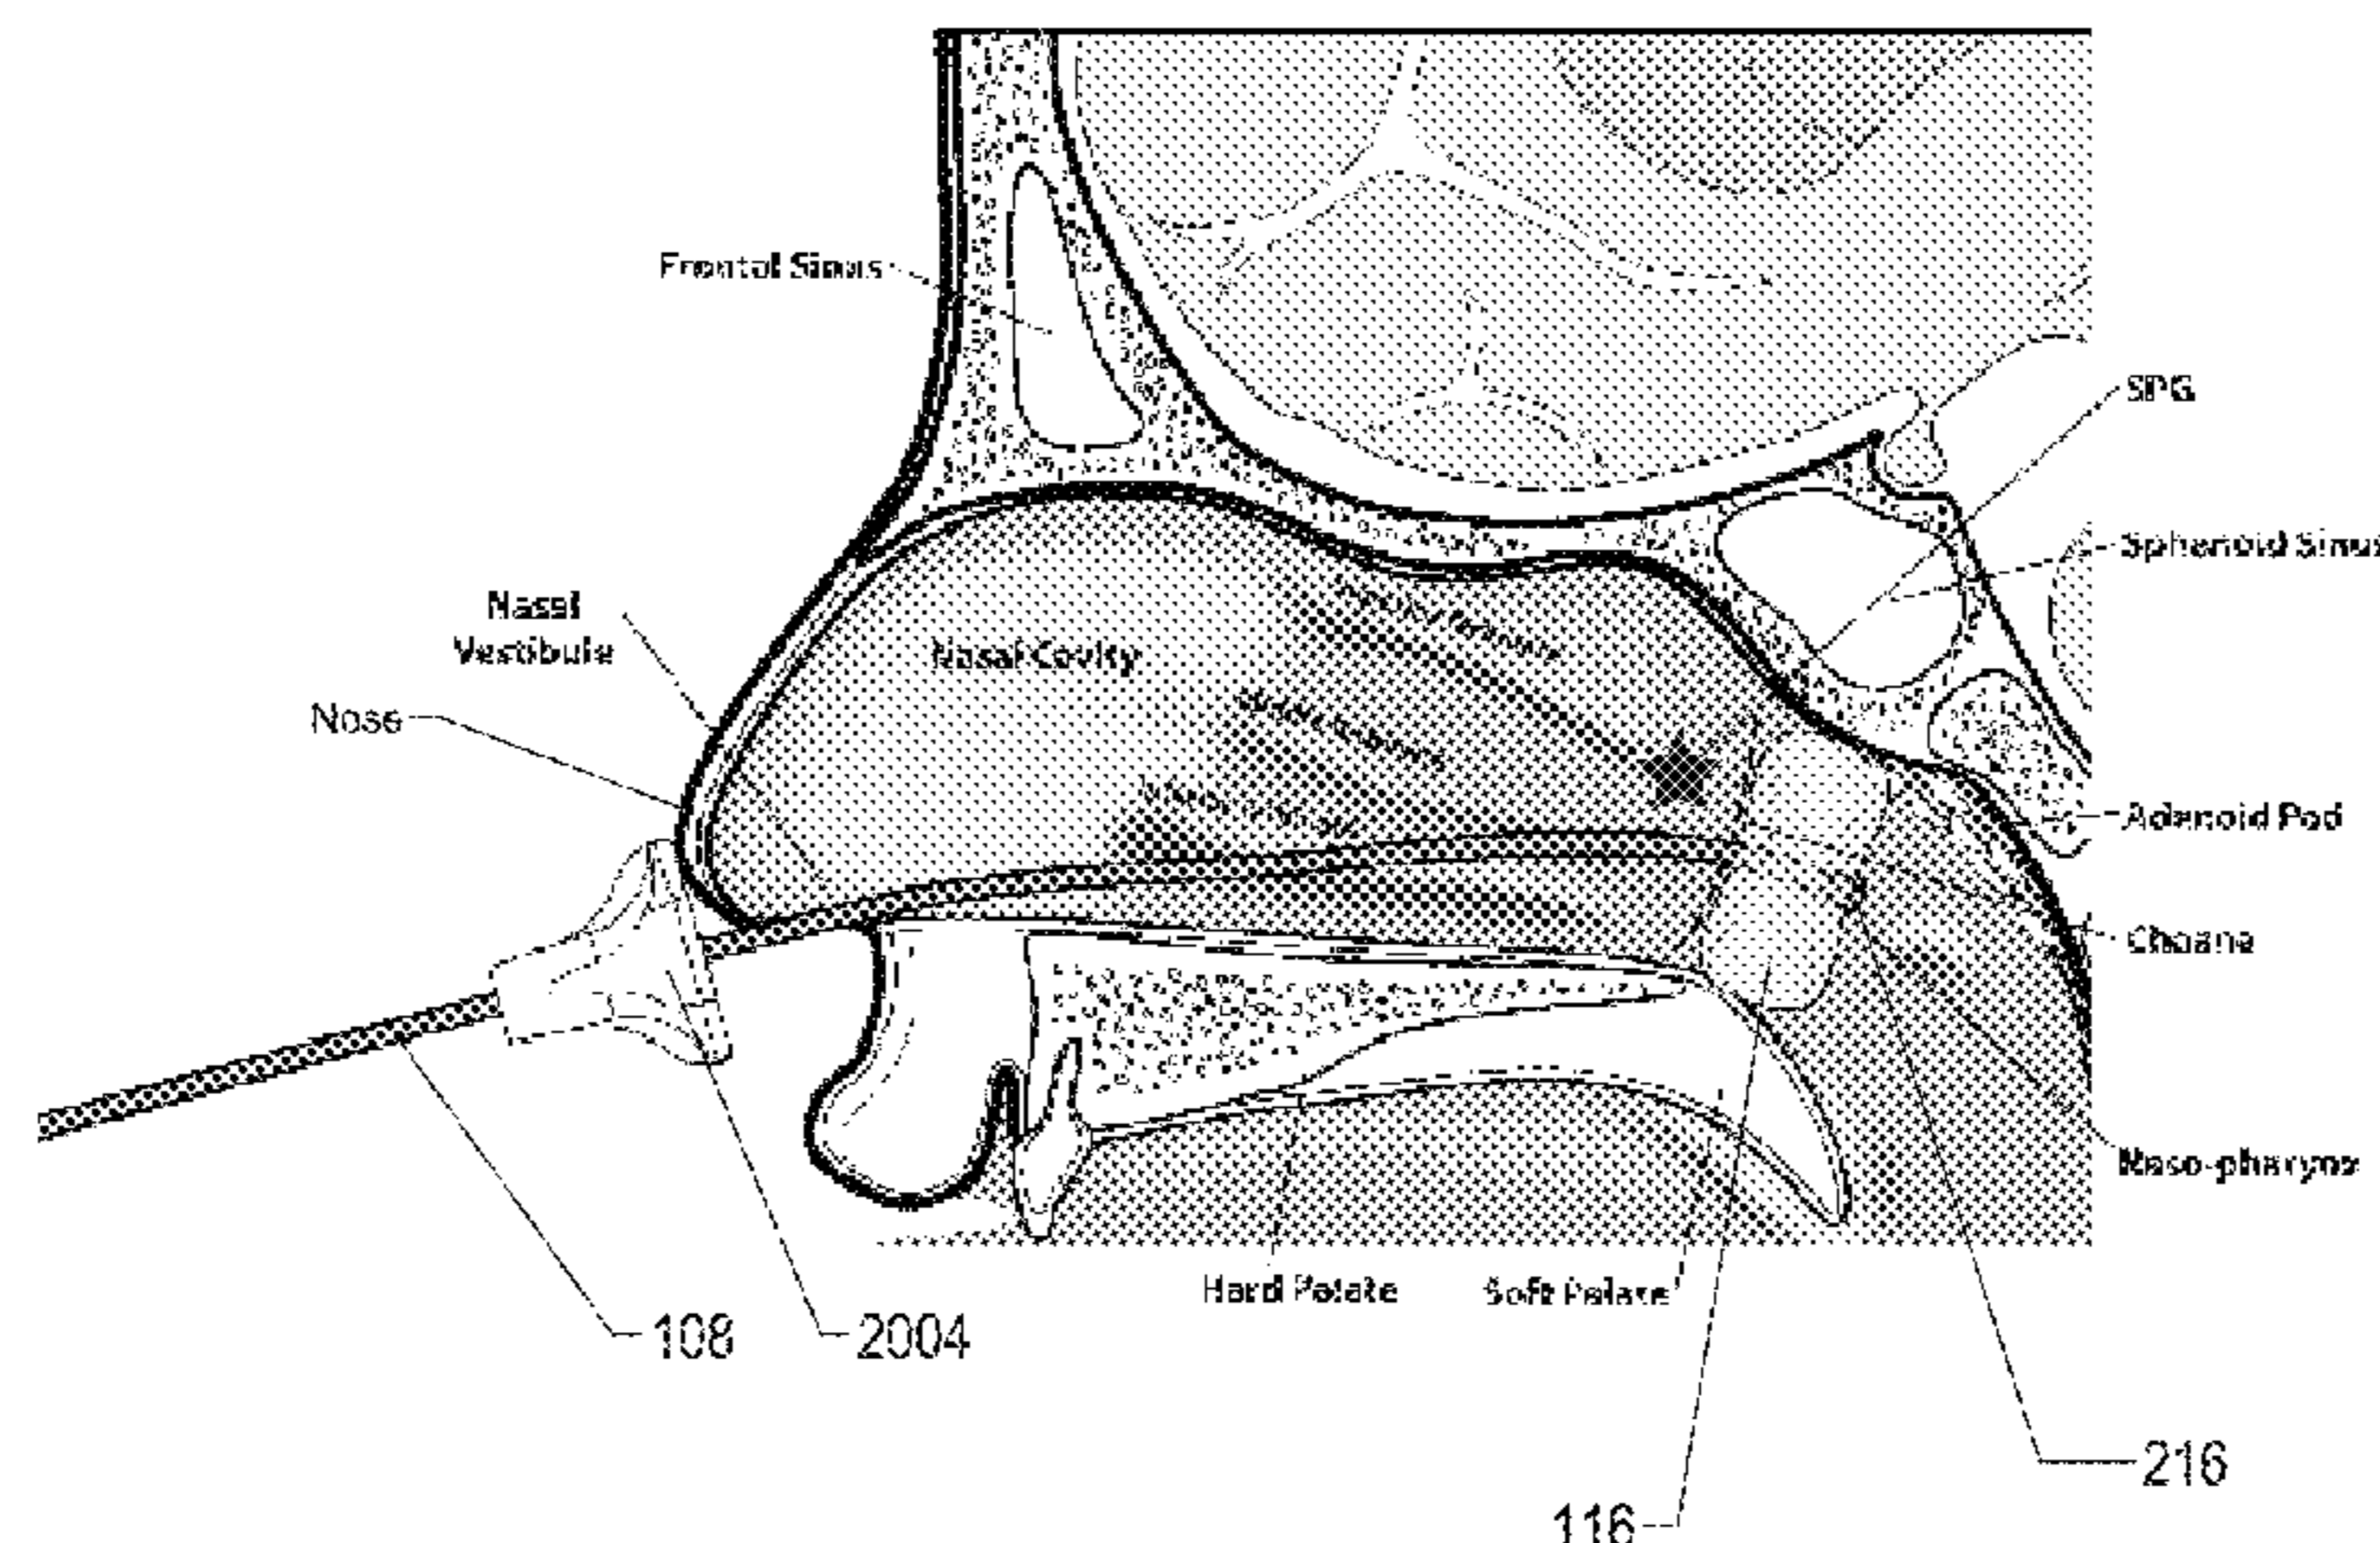 Frontal Sinus
SPG
Sphenoid Sinus
Nasal
Vestibule
Nasal Cavity
Nose
Adenoid Pad
Choana
Naso-pharynx
Hard Palate
Soft Palate
108
2004
216
116